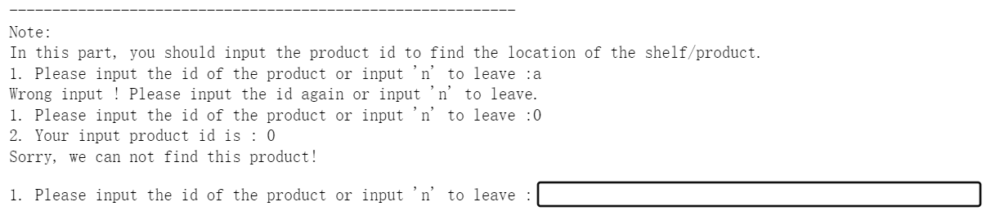 -----------------------------------------------------------
Note:
In this part, you should input the product id to find the location of the shelf/product.
1. Please input the id of the product or input 'n' to leave :a
Wrong input ! Please input the id again or input 'n' to leave.
1. Please input the id of the product or input 'n' to leave :0
2. Your input product id is : 0
Sorry, we can not find this product!
1. Please input the id of the product or input 'n' to leave :